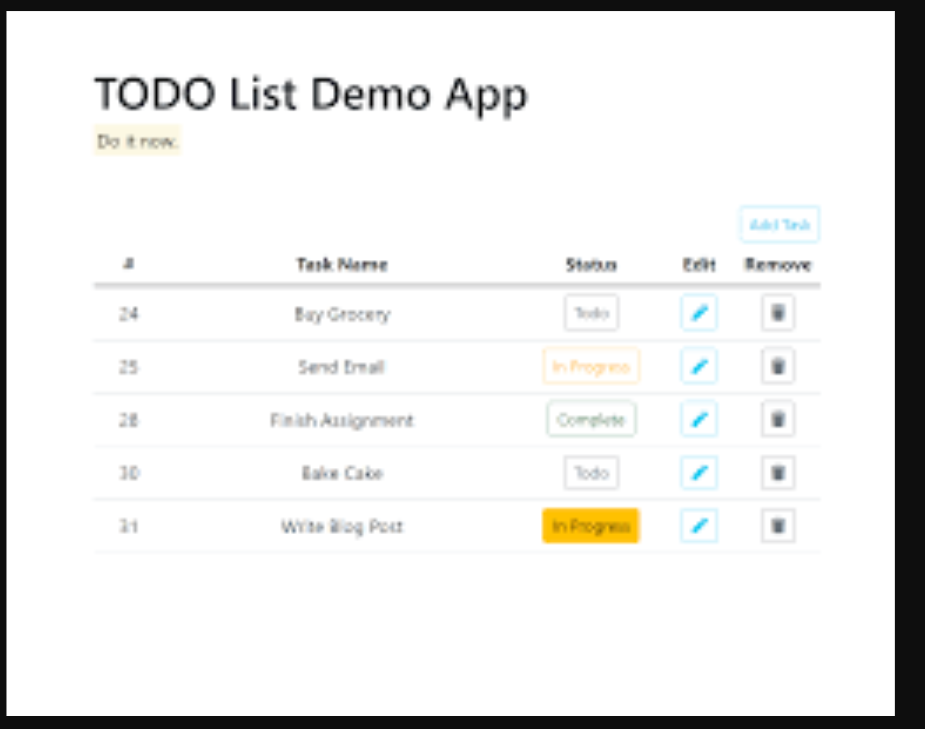 TODO List Demo App
Do it now.
Add Task
# Task Name Status Edit Remove
24 Buy Grocery Todo
25 Send Email In Progress
28 Finish Assignment Complete
30 Bake Cake Todo
31 Write Blog Post In Progress